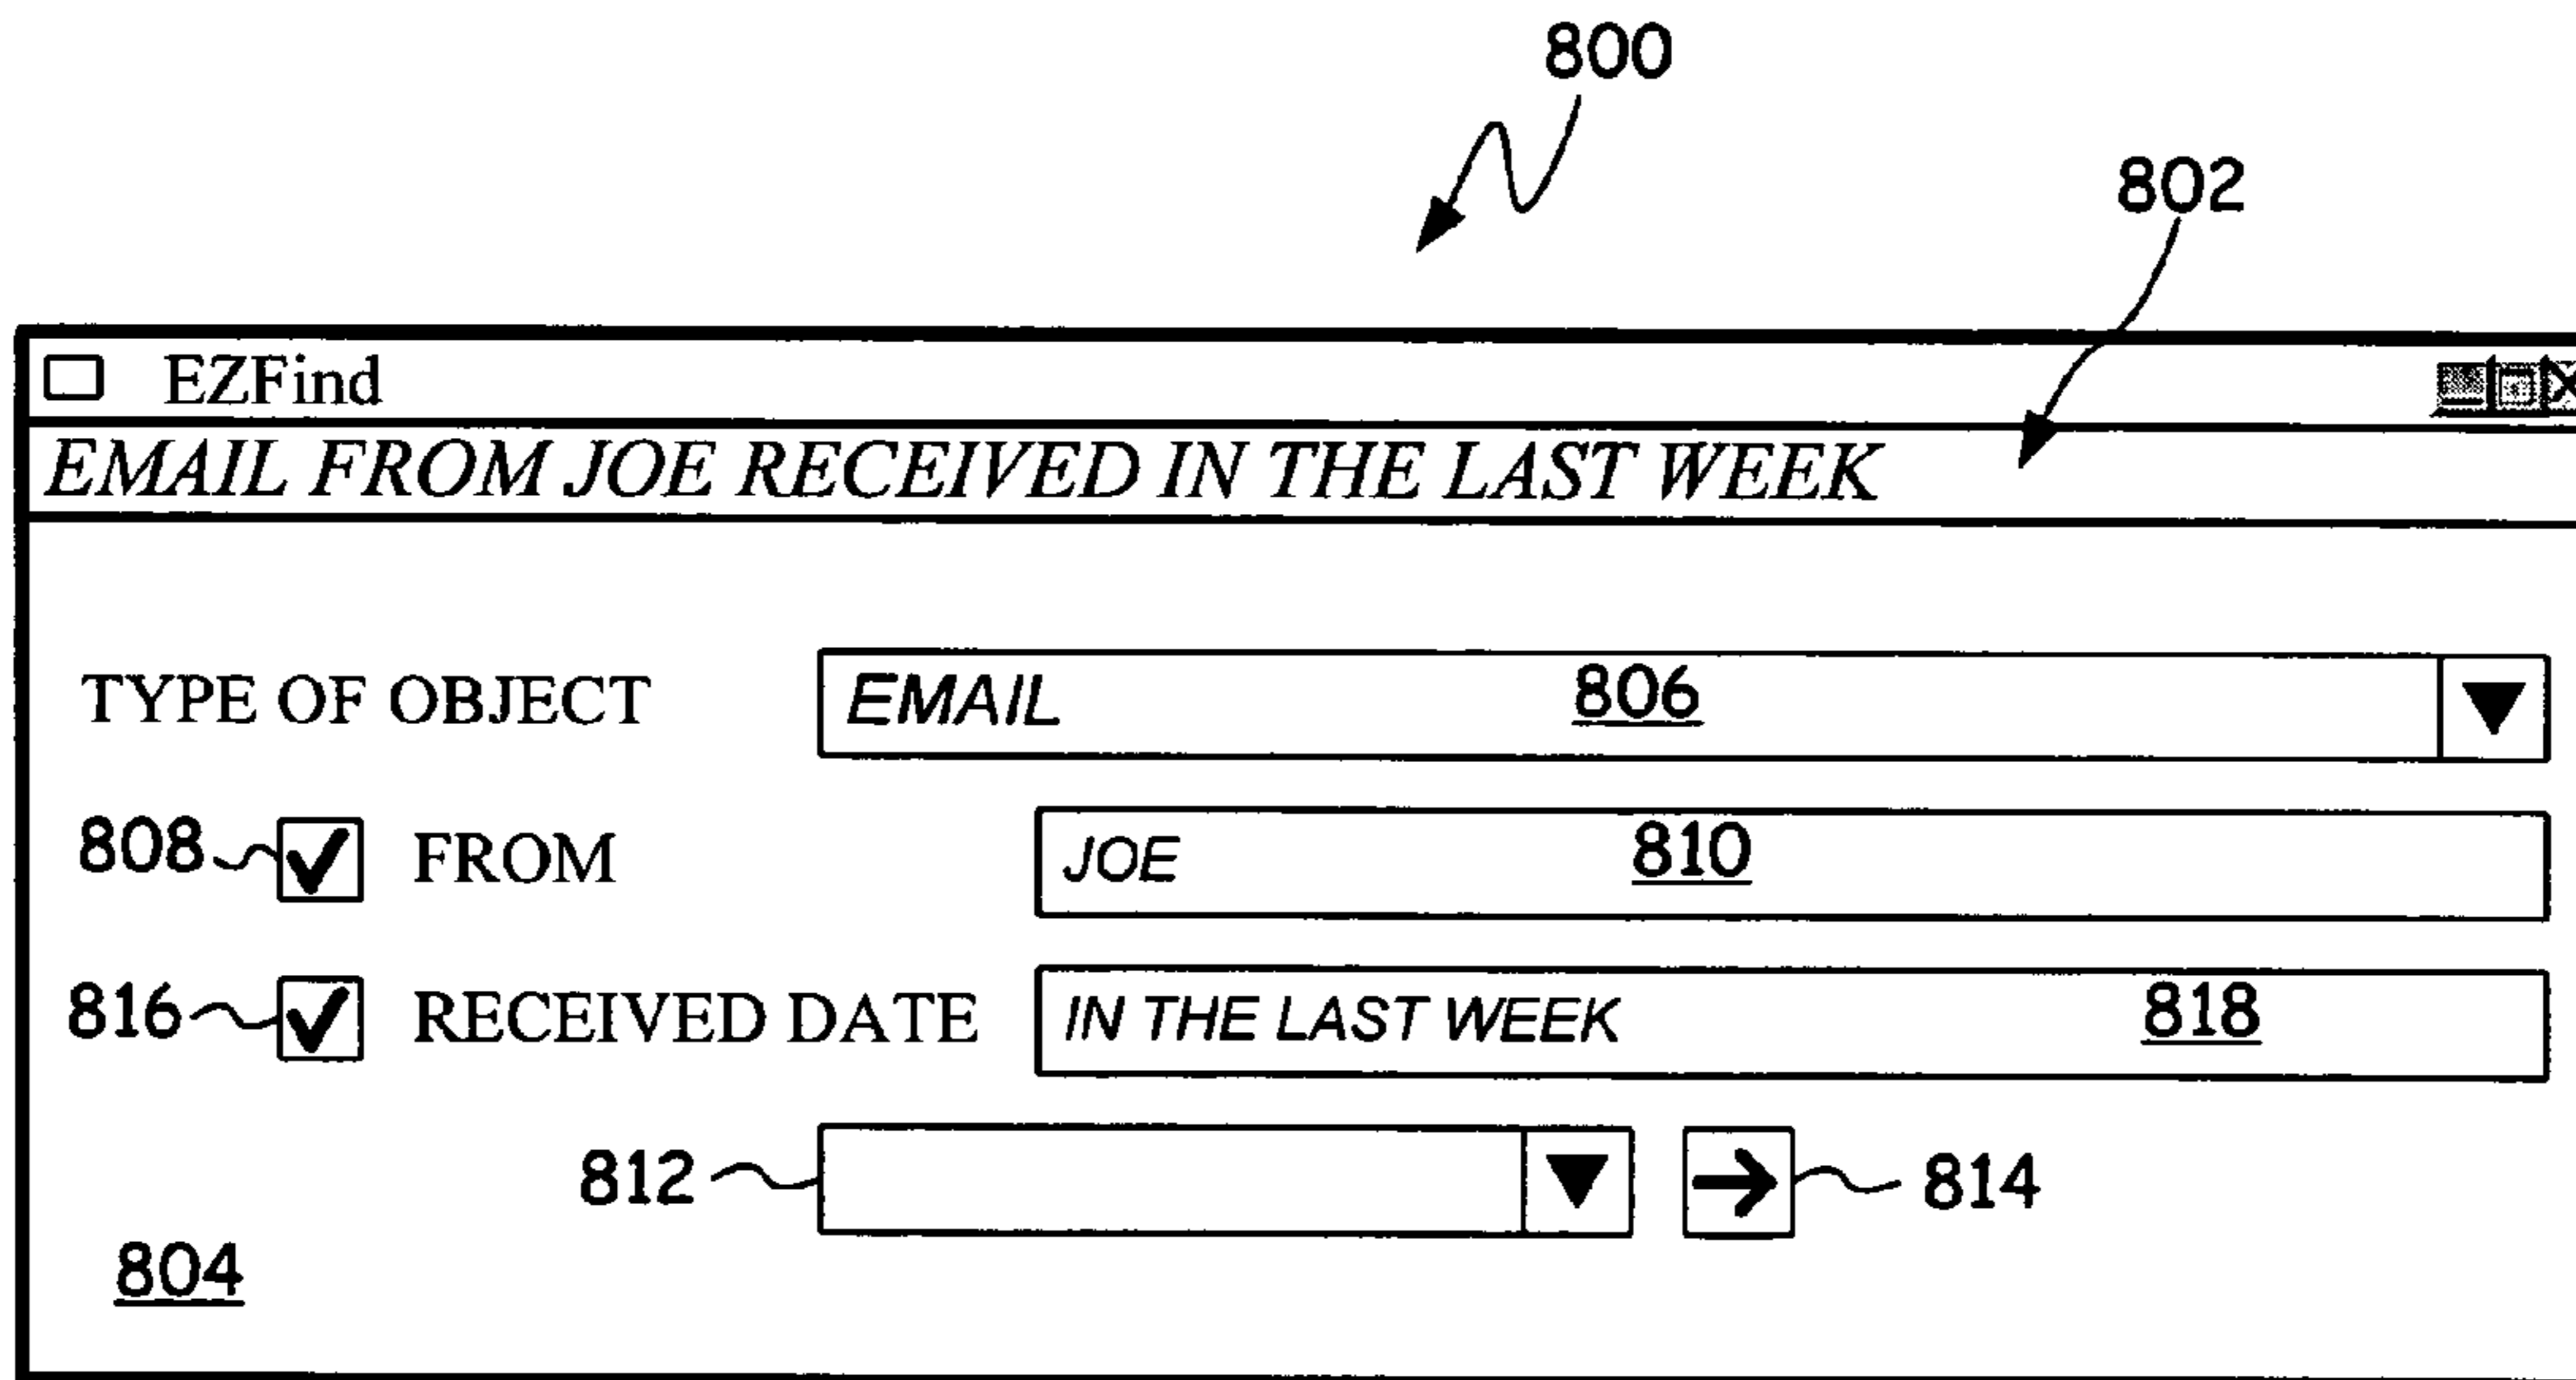 800
802
EZFind
EMAIL FROM JOE RECEIVED IN THE LAST WEEK
TYPE OF OBJECT EMAIL 806
808 FROM JOE 810
816 RECEIVED DATE IN THE LAST WEEK 818
812 814
804